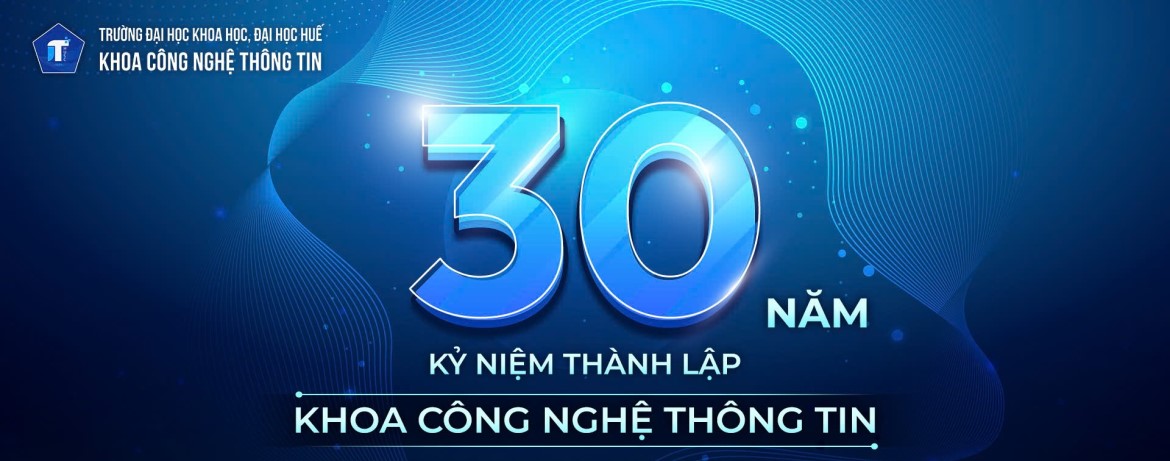 TRƯỜNG ĐẠI HỌC KHOA HỌC, ĐẠI HỌC HUẾ
KHOA CÔNG NGHỆ THÔNG TIN
30
NĂM
KỶ NIỆM THÀNH LẬP
KHOA CÔNG NGHỆ THÔNG TIN